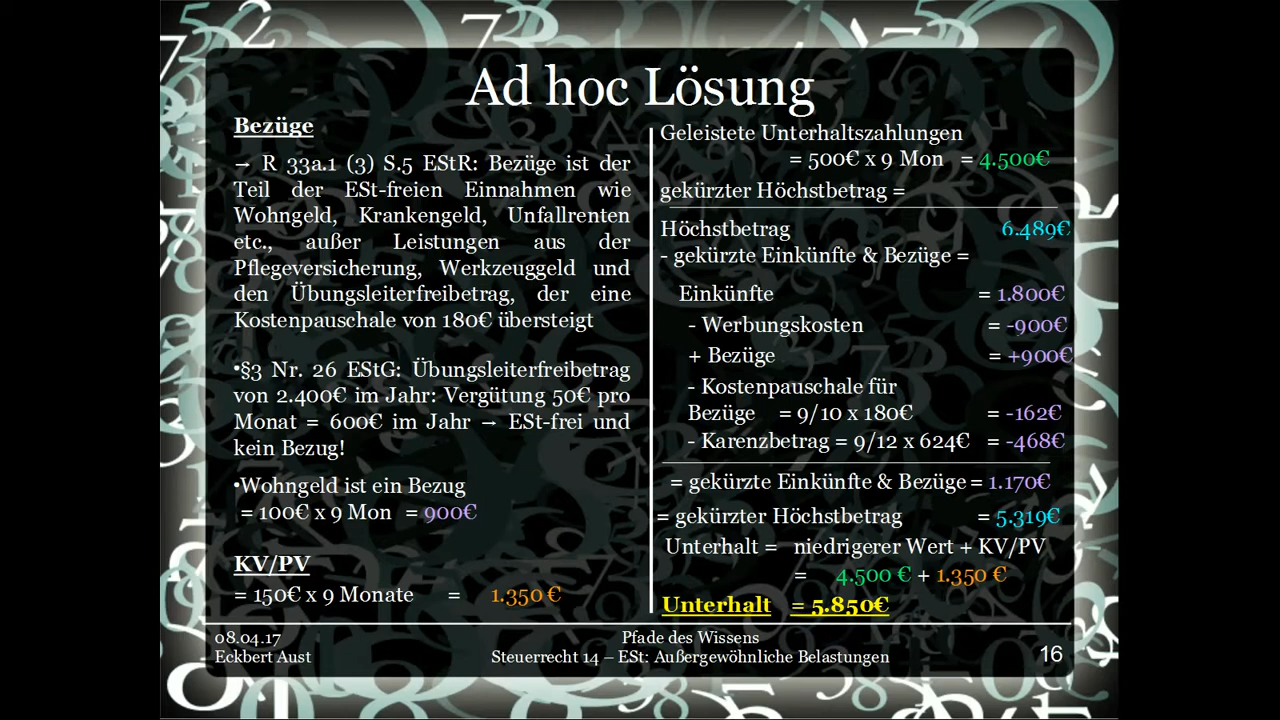 Ad hoc Lösung
Bezüge
→ R 33a.1 (3) S.5 EStR: Bezüge ist der
Teil der ESt-freien Einnahmen wie
Wohngeld, Krankengeld, Unfallrenten
etc., außer Leistungen aus der
Pflegeversicherung, Werkzeuggeld und
den Übungsleiterfreibetrag, der eine
Kostenpauschale von 180€ übersteigt
•§3 Nr. 26 EStG: Übungsleiterfreibetrag
von 2.400€ im Jahr: Vergütung 50€ pro
Monat = 600€ im Jahr → ESt-frei und
kein Bezug!
•Wohngeld ist ein Bezug
= 100€ x 9 Mon = 900€
KV/PV
= 150€ x 9 Monate = 1.350 €
Geleistete Unterhaltszahlungen
= 500€ x 9 Mon = 4.500€
gekürzter Höchstbetrag =
Höchstbetrag 6.489€
- gekürzte Einkünfte & Bezüge =
Einkünfte = 1.800€
- Werbungskosten = -900€
+ Bezüge = +900€
- Kostenpauschale für
Bezüge = 9/10 x 180€ = -162€
- Karenzbetrag = 9/12 x 624€ = -468€
= gekürzte Einkünfte & Bezüge = 1.170€
= gekürzter Höchstbetrag = 5.319€
Unterhalt = niedrigerer Wert + KV/PV
= 4.500 € + 1.350 €
Unterhalt = 5.850€
08.04.17
Eckbert Aust
Pfade des Wissens
Steuerrecht 14 – ESt: Außergewöhnliche Belastungen
16